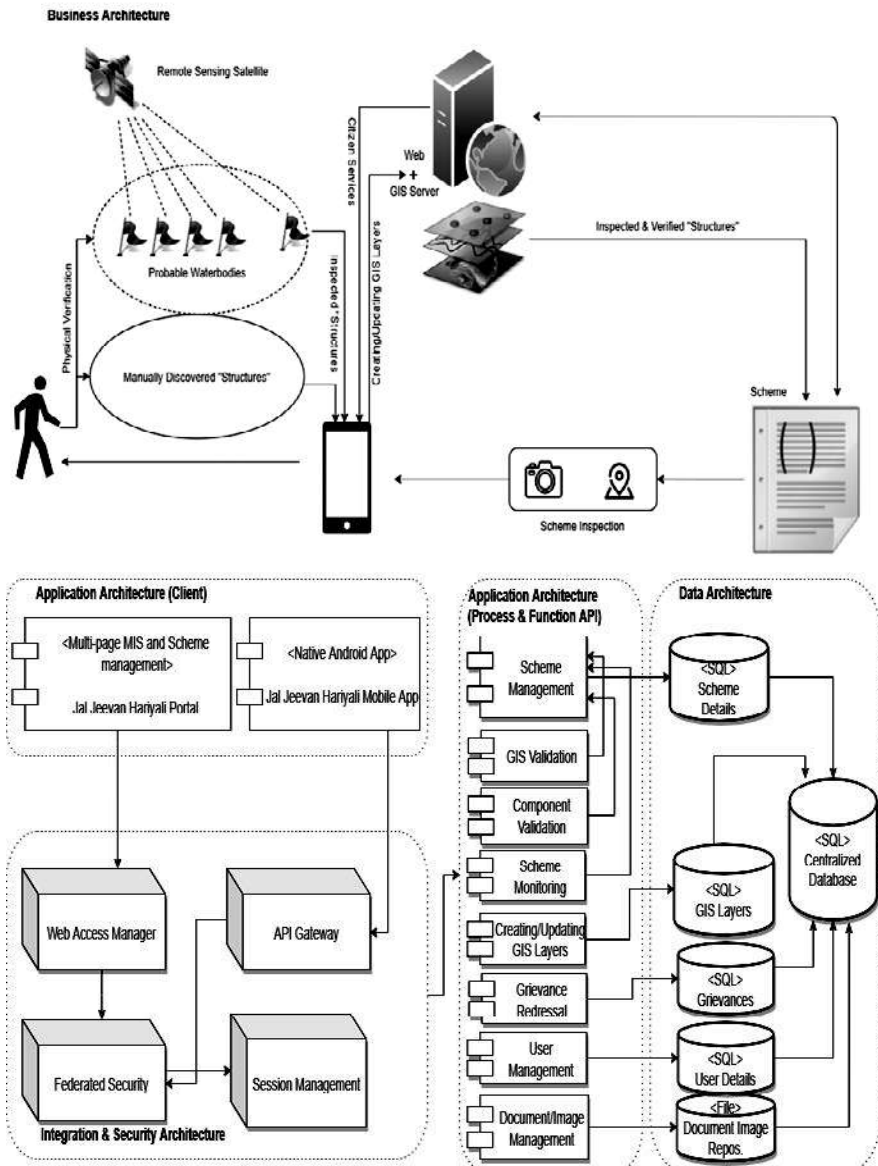 Business Architecture
Remote Sensing Satellite
Citizen Services
Web
+
GIS Server
Creating/Updating GIS Layers
Inspected & Verified "Structures"
Probable Waterbodies
Physical Verification
Inspected "Structures
Manually Discovered "Structures"
Scheme
Scheme Inspection
Application Architecture (Client)
<Multi-page MIS and Scheme
management>
Jal Jeevan Hariyali Portal
<Native Android App>
Jal Jeevan Hariyali Mobile App
Web Access Manager
API Gateway
Federated Security
Session Management
Integration & Security Architecture
Application Architecture
(Process & Function API)
Scheme
Management
GIS Validation
Component
Validation
Scheme
Monitoring
Creating/Updating
GIS Layers
Grievance
Redressal
User
Management
Document/Image
Management
Data Architecture
<SQL>
Scheme
Details
<SQL>
Centralized
Database
<SQL>
GIS Layers
<SQL>
Grievances
<SQL>
User Details
<File>
Document Image
Repos.